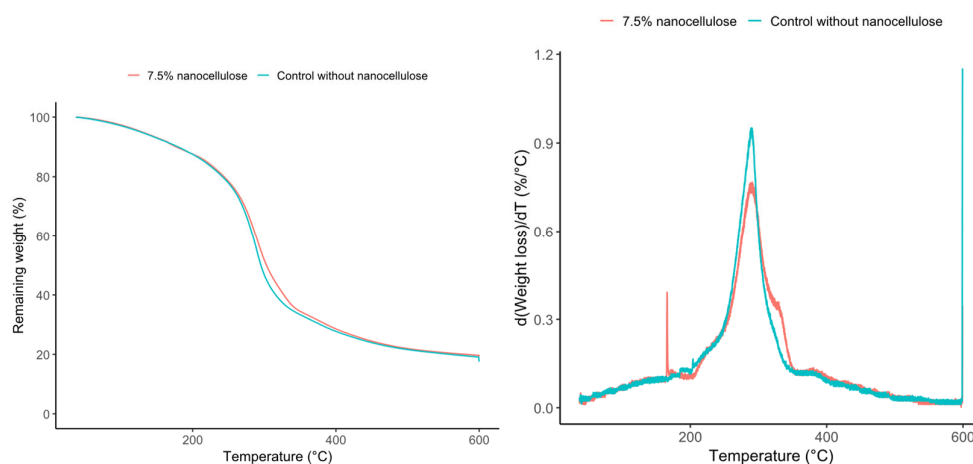 7.5% nanocellulose Control without nanocellulose
100
80
60
40
20
0
Remaining weight (%)
200 400 600
Temperature (°C)
7.5% nanocellulose Control without nanocellulose
1.2
0.9
0.6
0.3
0.0
d(Weight loss)/dT (%/°C)
200 400 600
Temperature (°C)